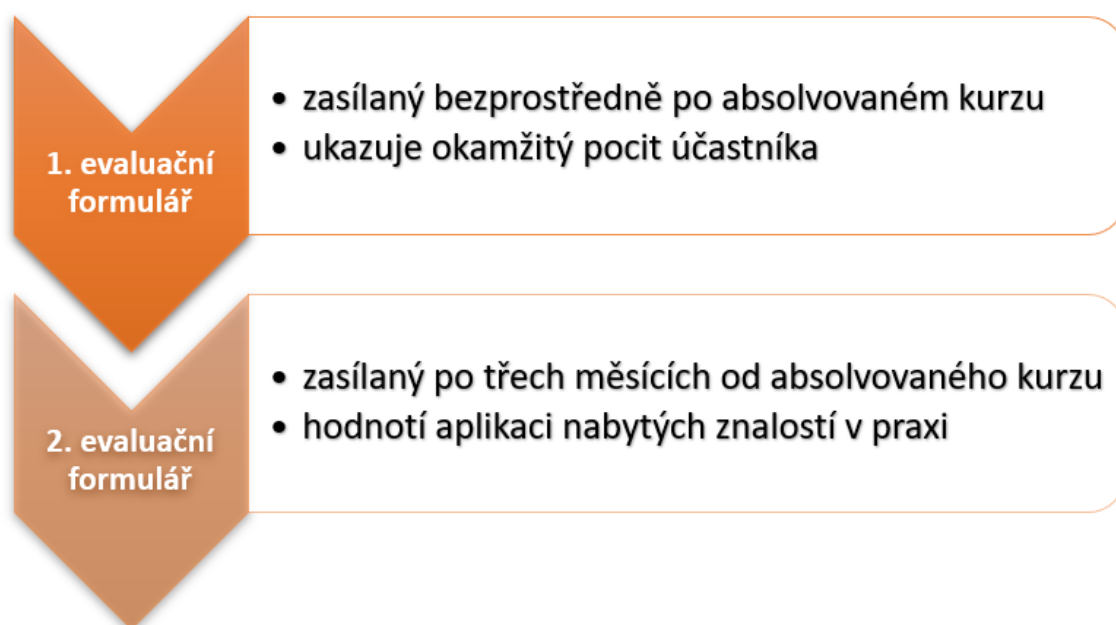 1. evaluační
formulář
• zasílaný bezprostředně po absolvovaném kurzu
• ukazuje okamžitý pocit účastníka
2. evaluační
formulář
• zasílaný po třech měsících od absolvovaného kurzu
• hodnotí aplikaci nabytých znalostí v praxi